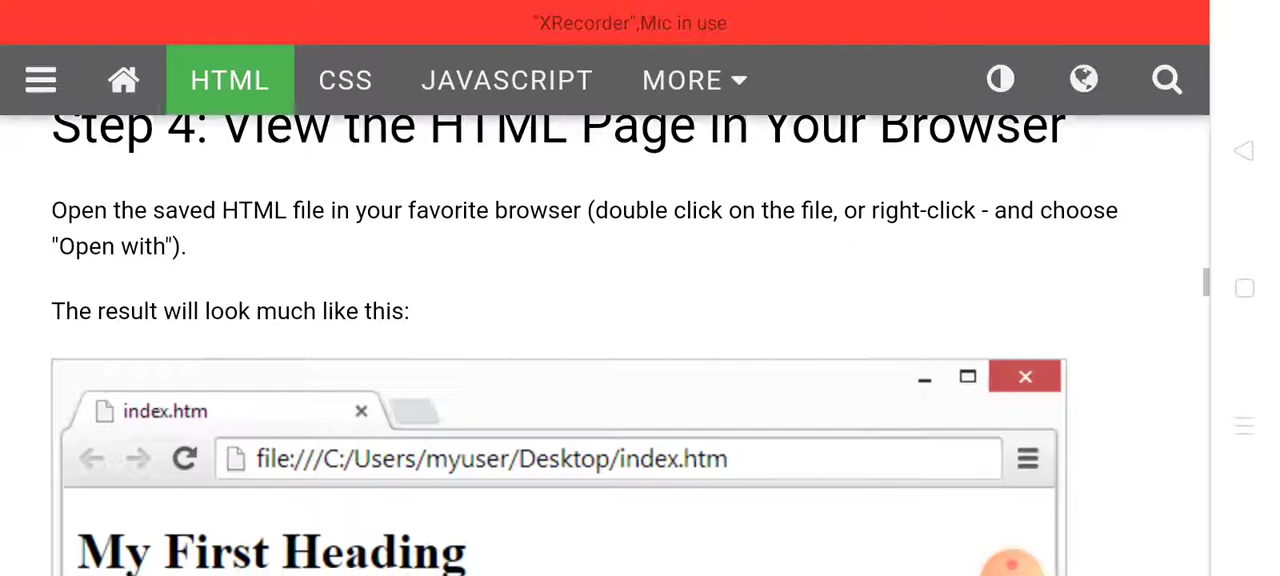 "XRecorder",Mic in use
HTML CSS JAVASCRIPT MORE
Step 4: View the HTML Page in Your Browser
Open the saved HTML file in your favorite browser (double click on the file, or right-click - and choose
"Open with").
The result will look much like this:
index.htm
file:///C:/Users/myuser/Desktop/index.htm
My First Heading